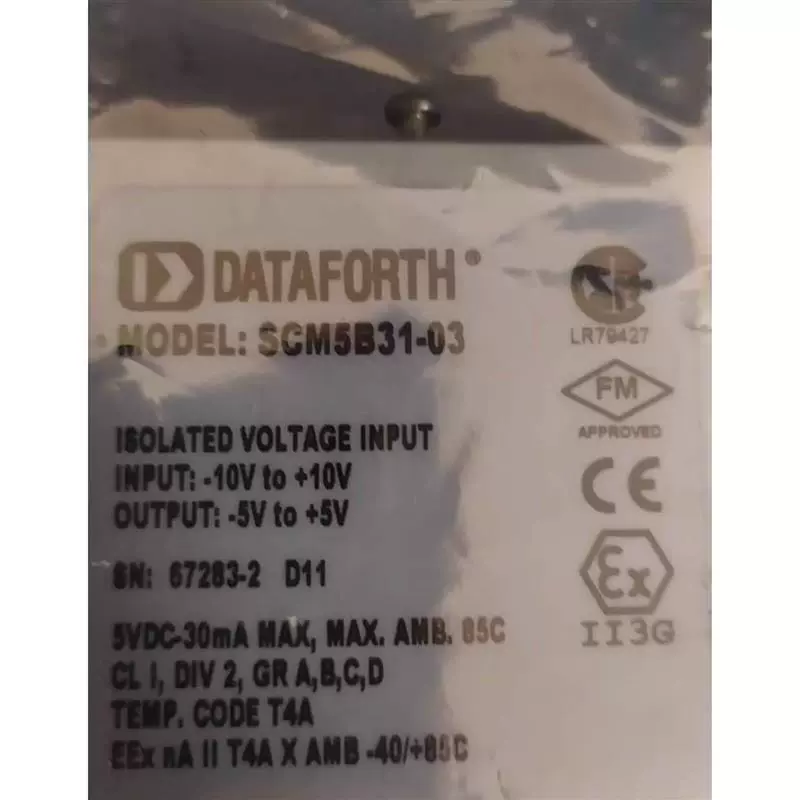 DATAFORTH®
MODEL: SCM5B31-03
LR79427
FM
APPROVED
ISOLATED VOLTAGE INPUT
INPUT: -10V to +10V
OUTPUT: -5V to +5V
CE
SN: 67283-2 D11
Ex
II3G
5VDC-30mA MAX, MAX. AMB. 85C
CL I, DIV 2, GR A,B,C,D
TEMP. CODE T4A
EEx nA II T4A X AMB -40/+85C